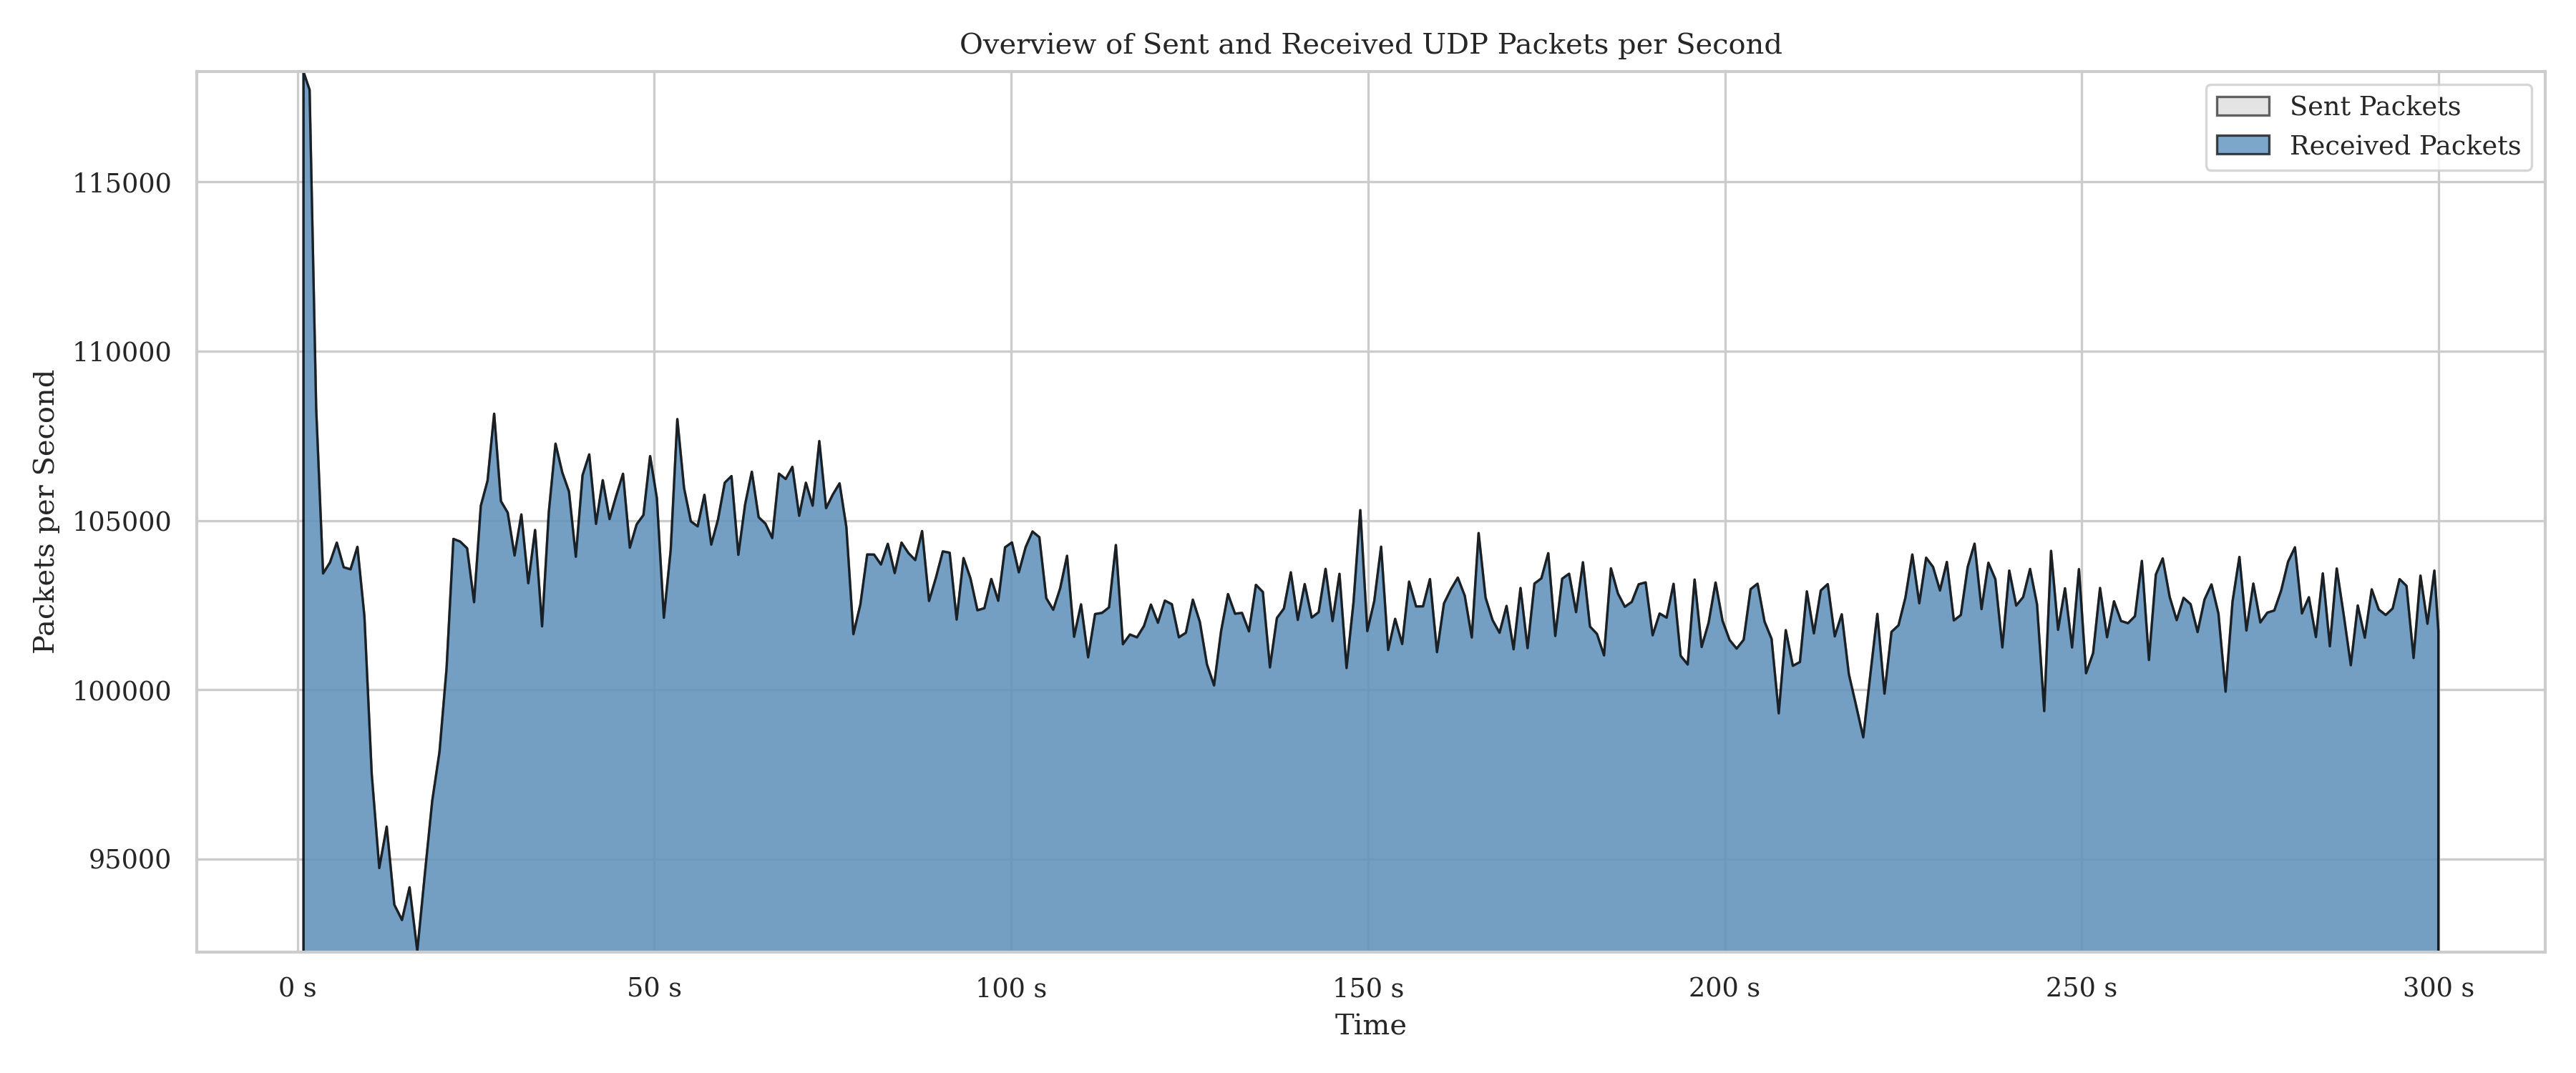 Overview of Sent and Received UDP Packets per Second
Sent Packets
Received Packets
Packets per Second
115000
110000
105000
100000
95000
0 s
50 s
100 s
150 s
200 s
250 s
300 s
Time